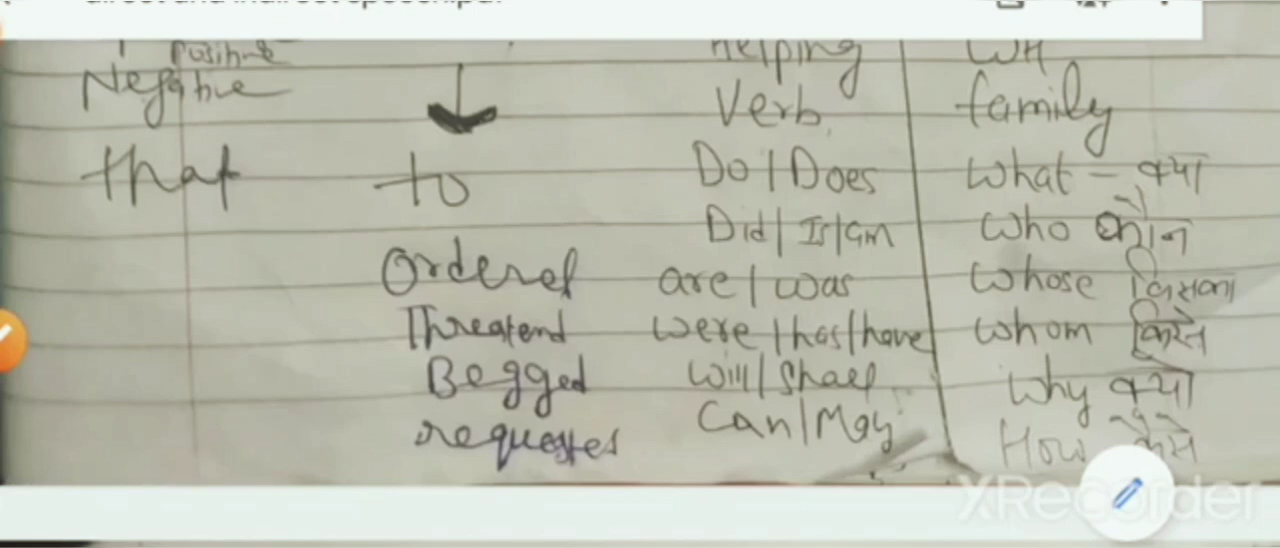 Positive
Helping WH
Negative Verb family
that to Do/Does What - क्या
Did/Is/am Who कौन
Ordered are/was Whose किसका
Threatend were/has/have Whom किसे
Begged Will/Shall Why क्यों
requestes Can/May How कैसे
XRecorder